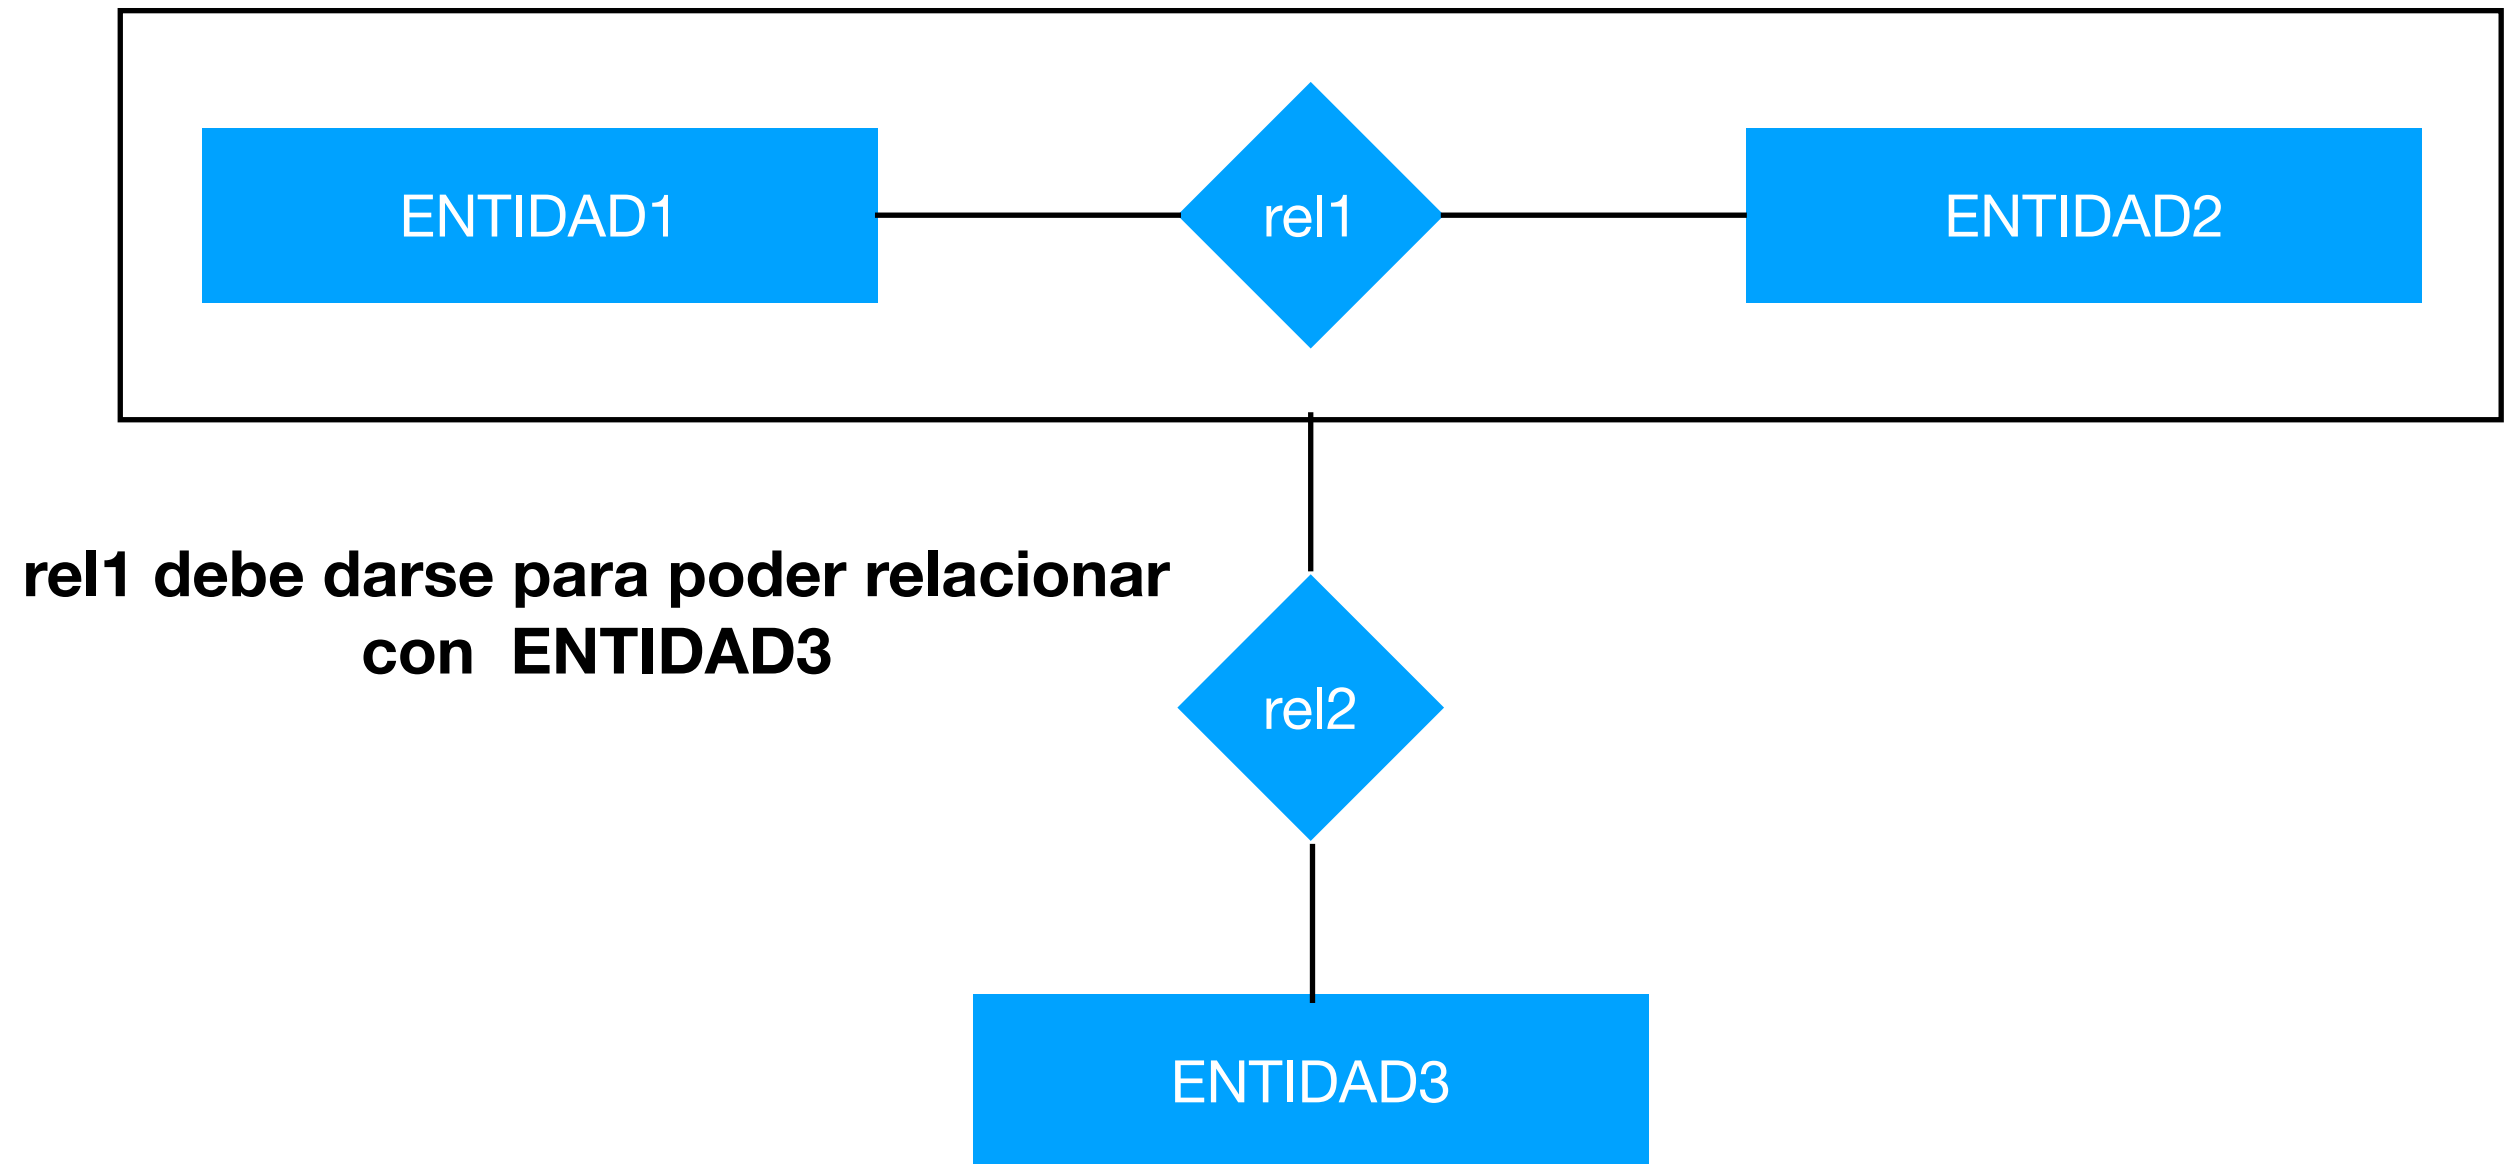 ENTIDAD1
rel1
ENTIDAD2
rel1 debe darse para poder relacionar
con  ENTIDAD3
rel2
ENTIDAD3